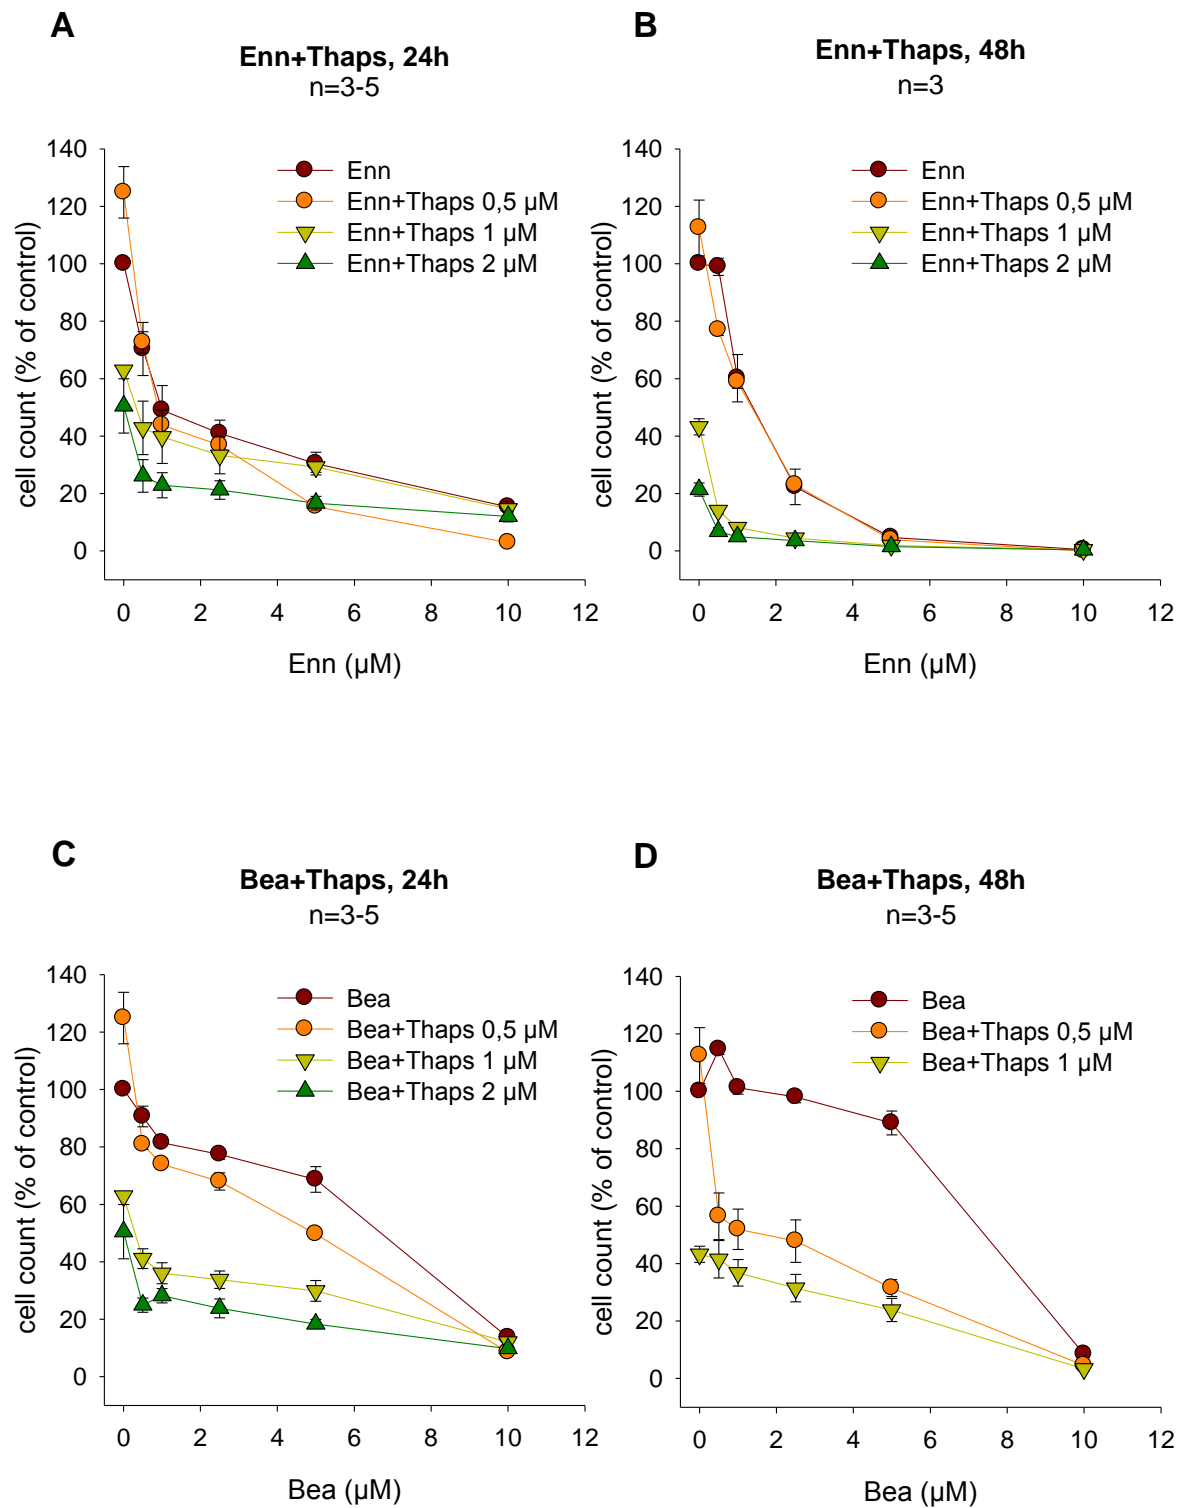 A
Enn+Thaps, 24h
n=3-5
140
120
100
80
60
40
20
0
cell count (% of control)
Enn
Enn+Thaps 0,5 µM
Enn+Thaps 1 µM
Enn+Thaps 2 µM
0 2 4 6 8 10 12
Enn (µM)
B
Enn+Thaps, 48h
n=3
140
120
100
80
60
40
20
0
cell count (% of control)
Enn
Enn+Thaps 0,5 µM
Enn+Thaps 1 µM
Enn+Thaps 2 µM
0 2 4 6 8 10 12
Enn (µM)
C
Bea+Thaps, 24h
n=3-5
140
120
100
80
60
40
20
0
cell count (% of control)
Bea
Bea+Thaps 0,5 µM
Bea+Thaps 1 µM
Bea+Thaps 2 µM
0 2 4 6 8 10 12
Bea (µM)
D
Bea+Thaps, 48h
n=3-5
140
120
100
80
60
40
20
0
cell count (% of control)
Bea
Bea+Thaps 0,5 µM
Bea+Thaps 1 µM
0 2 4 6 8 10 12
Bea (µM)